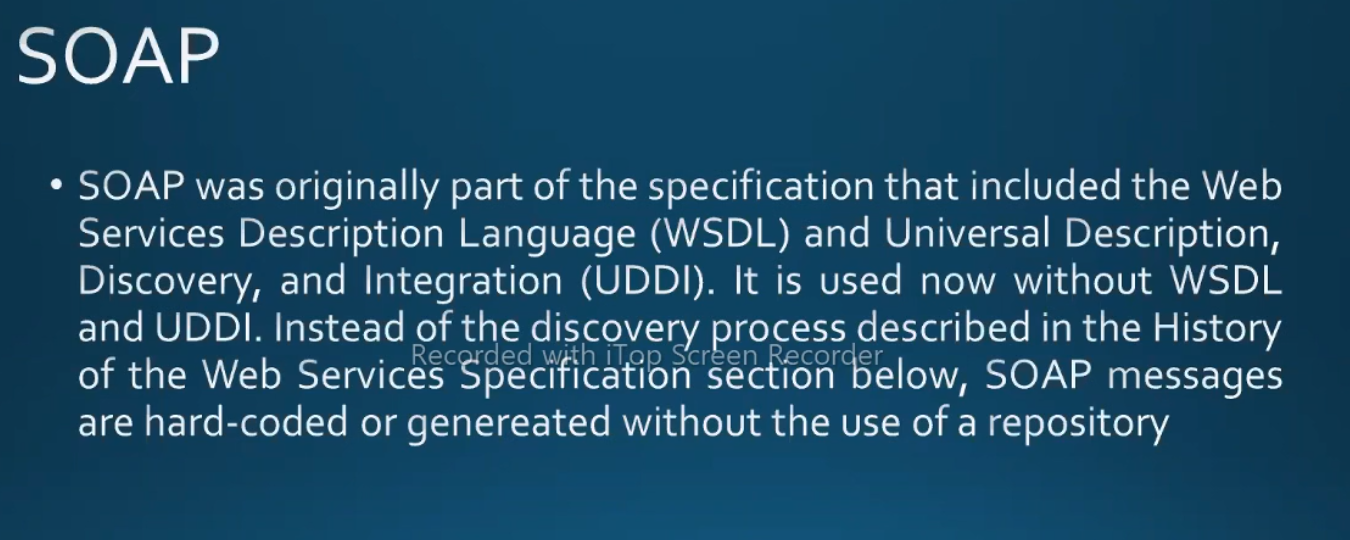 SOAP
• SOAP was originally part of the specification that included the Web
Services Description Language (WSDL) and Universal Description,
Discovery, and Integration (UDDI). It is used now without WSDL
and UDDI. Instead of the discovery process described in the History
Recorded with iTop Screen Recorder
of the Web Services Specification section below, SOAP messages
are hard-coded or genereated without the use of a repository